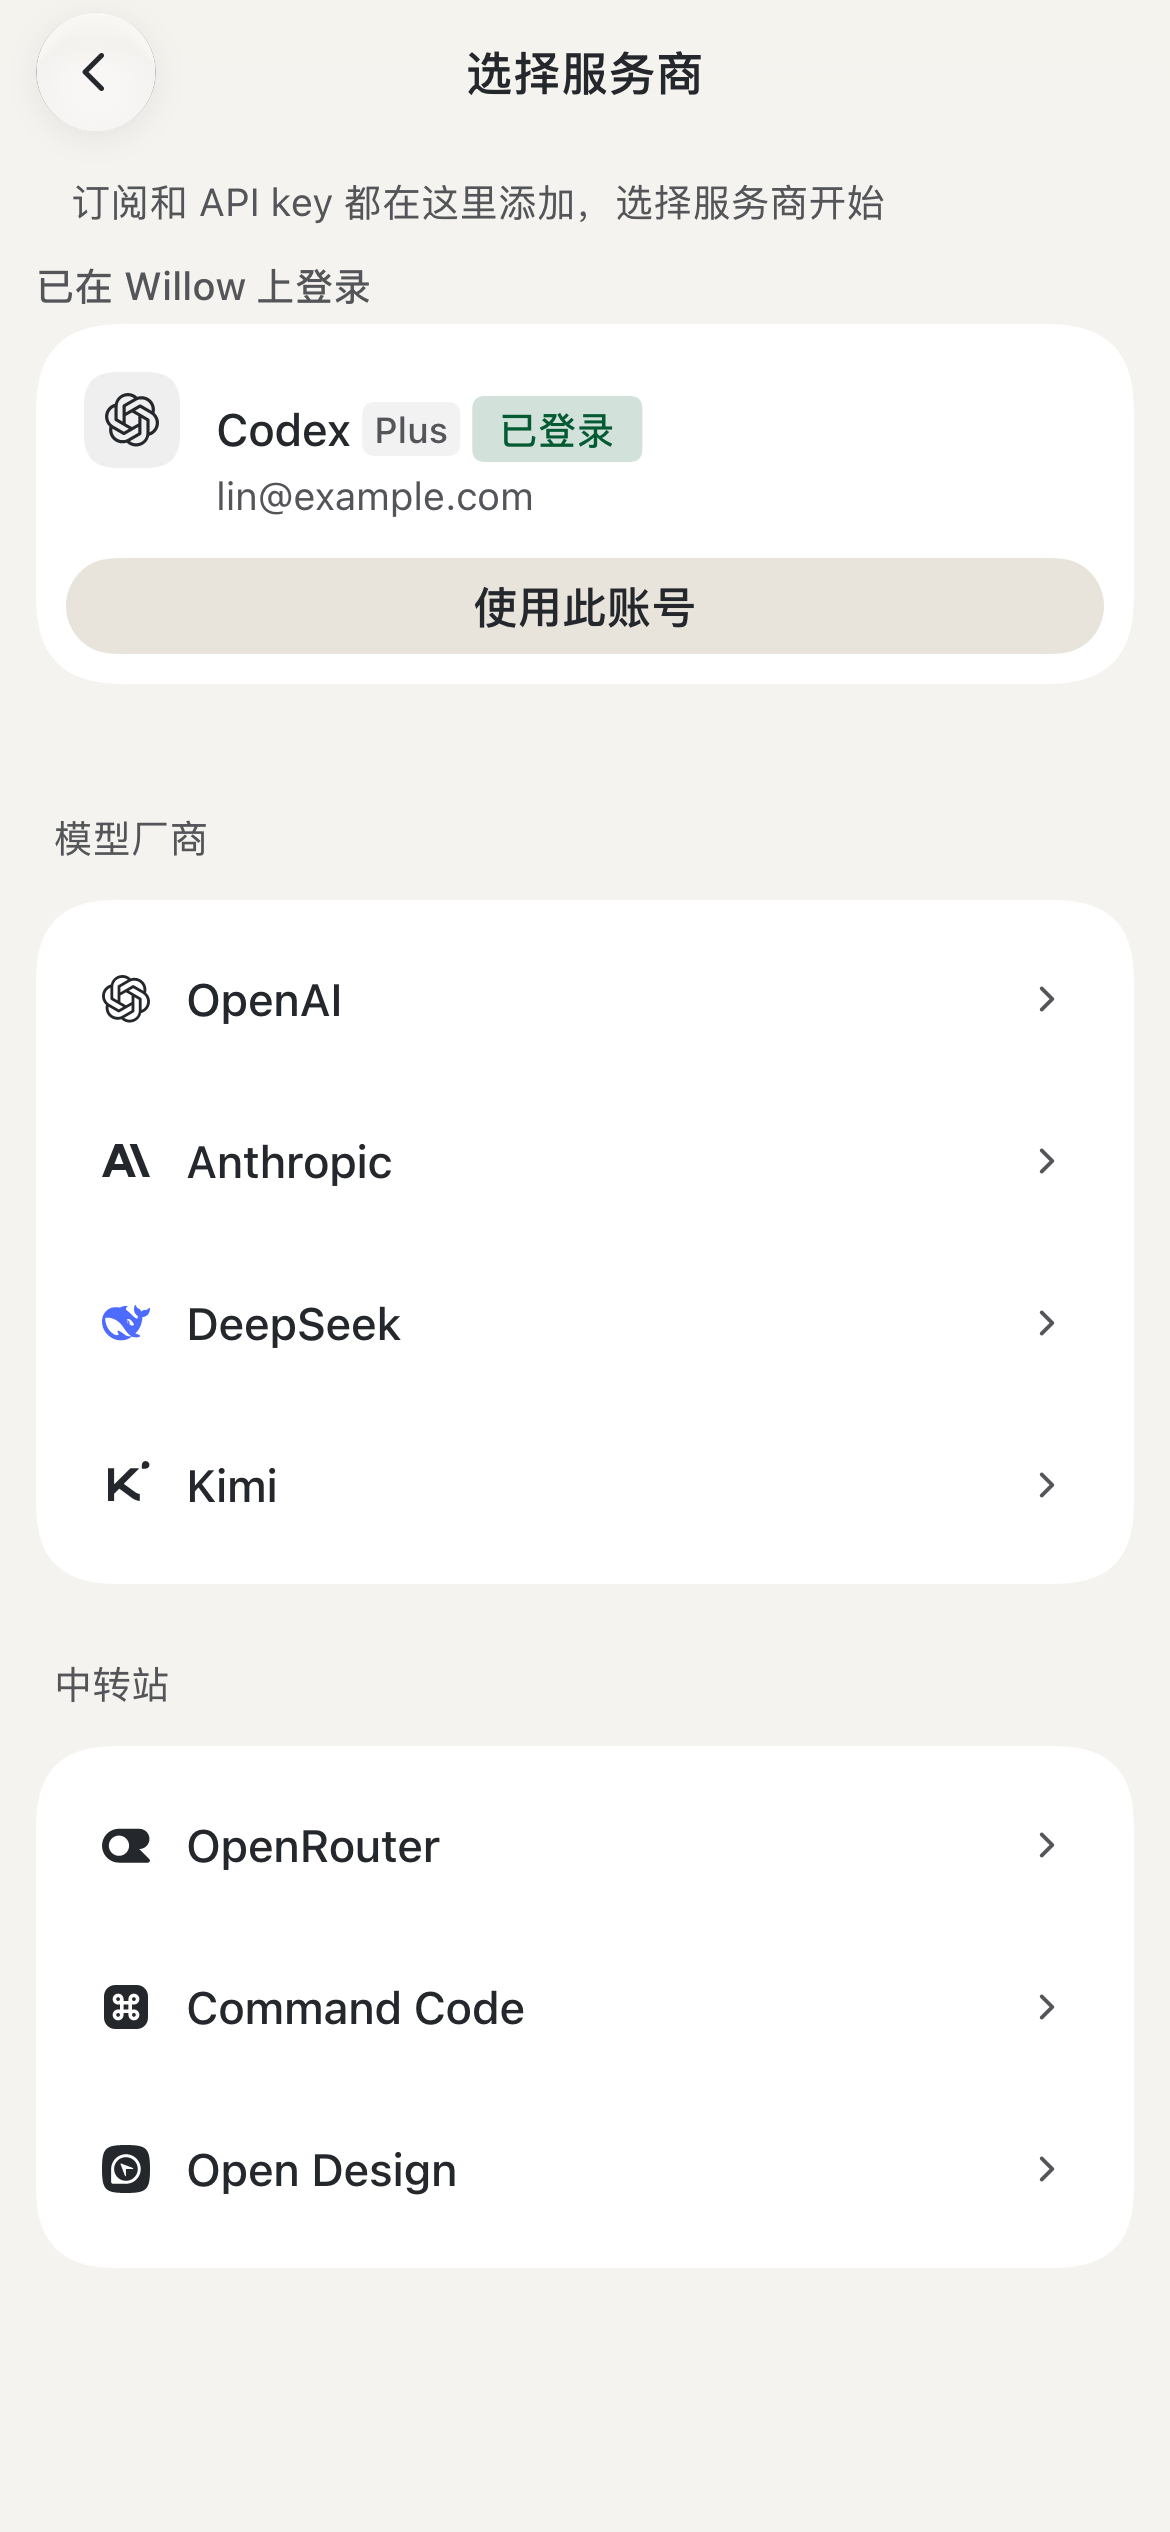 选择服务商
订阅和 API key 都在这里添加，选择服务商开始
已在 Willow 上登录
Codex Plus 已登录
lin@example.com
使用此账号
模型厂商
OpenAI
Anthropic
DeepSeek
Kimi
中转站
OpenRouter
Command Code
Open Design